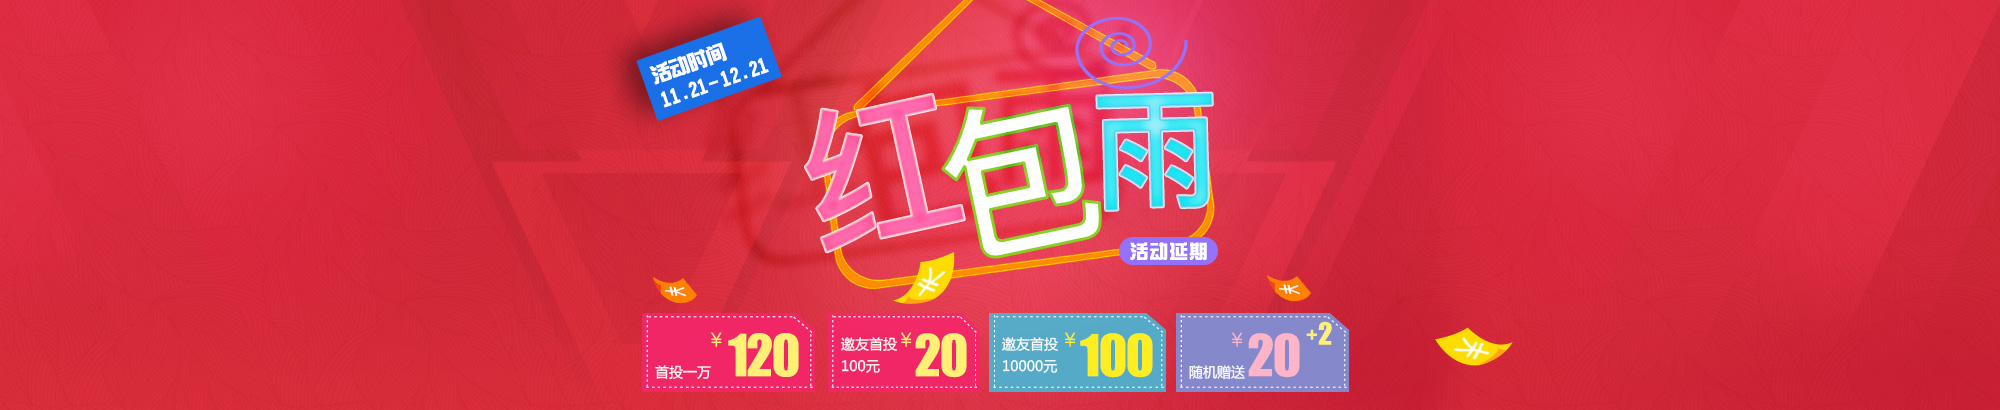 活动时间
11.21-12.21
红包雨
活动延期
¥120
首投一万
邀友首投 ¥20
100元
邀友首投 ¥100
10000元
¥20+2
随机赠送